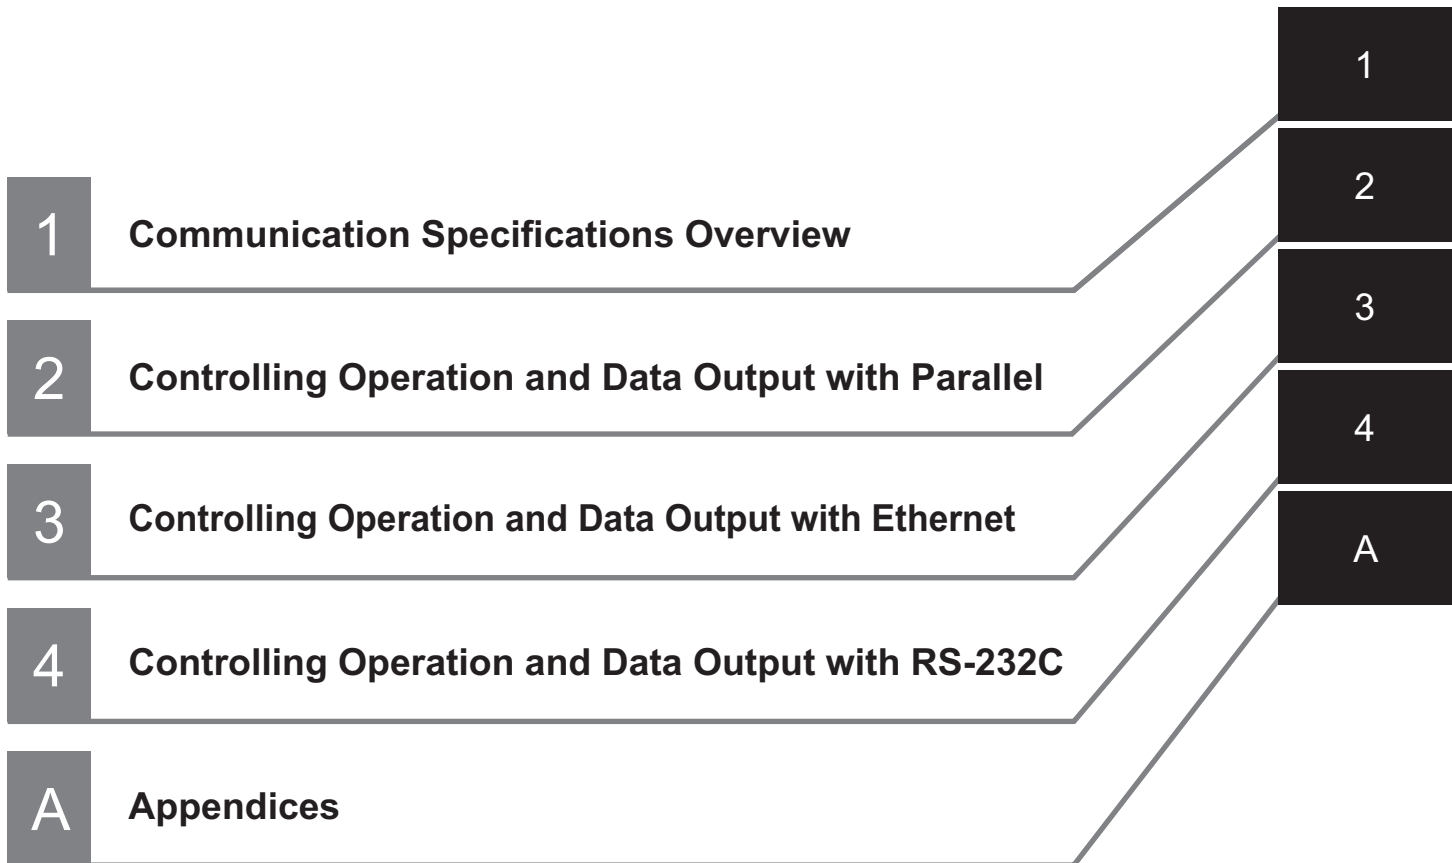 1
2
3
4
A
1 Communication Specifications Overview
2 Controlling Operation and Data Output with Parallel
3 Controlling Operation and Data Output with Ethernet
4 Controlling Operation and Data Output with RS-232C
A Appendices